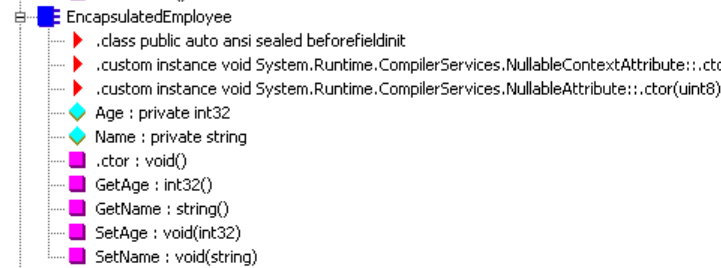 EncapsulatedEmployee
.class public auto ansi sealed beforefieldinit
.custom instance void System.Runtime.CompilerServices.NullableContextAttribute::.cto
.custom instance void System.Runtime.CompilerServices.NullableAttribute::.ctor(uint8)
Age : private int32
Name : private string
.ctor : void()
GetAge : int32()
GetName : string()
SetAge : void(int32)
SetName : void(string)